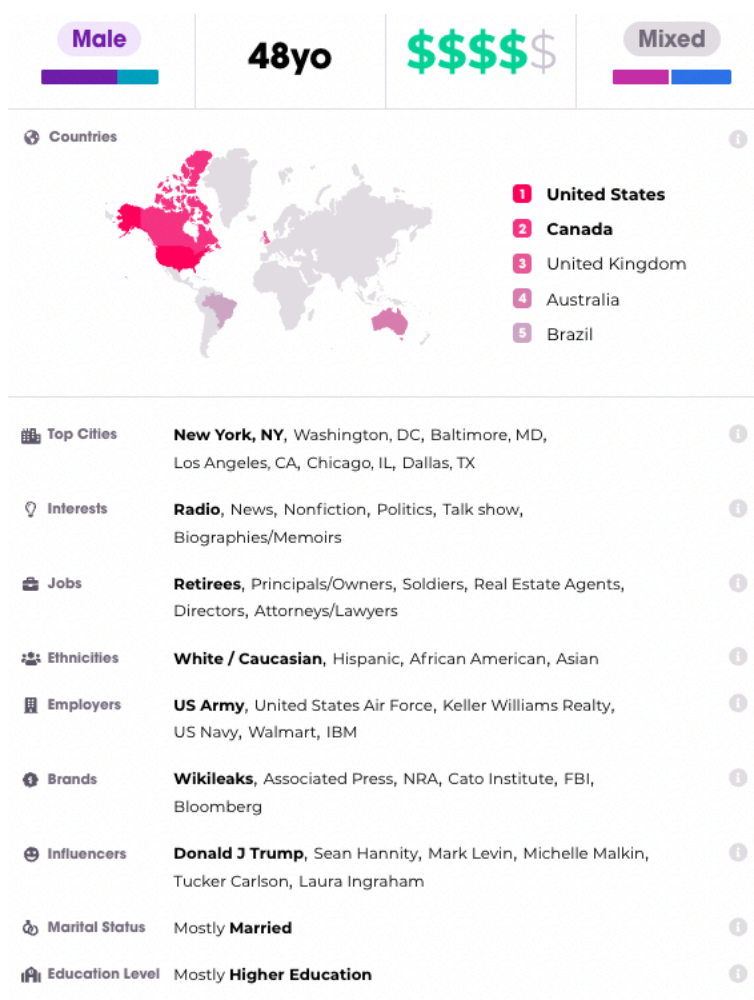 Male
48yo
$$$$$
Mixed
Countries
1 United States
2 Canada
3 United Kingdom
4 Australia
5 Brazil
Top Cities New York, NY, Washington, DC, Baltimore, MD,
Los Angeles, CA, Chicago, IL, Dallas, TX
Interests Radio, News, Nonfiction, Politics, Talk show,
Biographies/Memoirs
Jobs Retirees, Principals/Owners, Soldiers, Real Estate Agents,
Directors, Attorneys/Lawyers
Ethnicities White / Caucasian, Hispanic, African American, Asian
Employers US Army, United States Air Force, Keller Williams Realty,
US Navy, Walmart, IBM
Brands Wikileaks, Associated Press, NRA, Cato Institute, FBI,
Bloomberg
Influencers Donald J Trump, Sean Hannity, Mark Levin, Michelle Malkin,
Tucker Carlson, Laura Ingraham
Marital Status Mostly Married
Education Level Mostly Higher Education